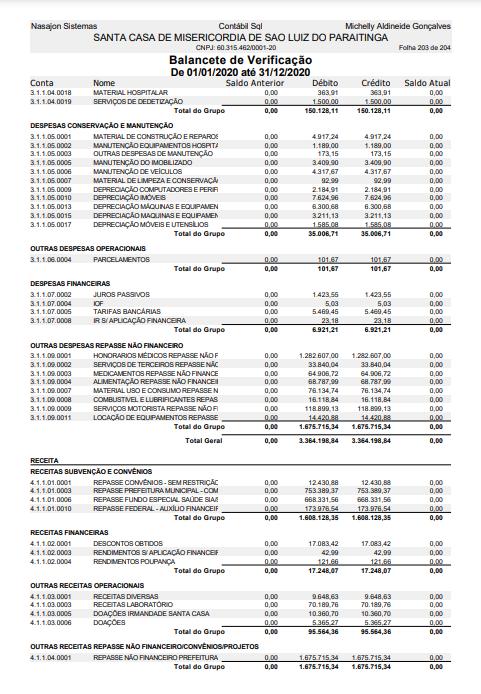 Nasajon Sistemas Contábil Sql Michelly Aldineide Gonçalves
SANTA CASA DE MISERICORDIA DE SAO LUIZ DO PARAITINGA
CNPJ: 60.315.462/0001-20 Folha 203 de 204
Balancete de Verificação
De 01/01/2020 até 31/12/2020
Conta Nome Saldo Anterior Débito Crédito Saldo Atual
3.1.1.04.0018 MATERIAL HOSPITALAR 0,00 363,91 363,91 0,00
3.1.1.04.0019 SERVIÇOS DE DEDETIZAÇÃO 0,00 1.500,00 1.500,00 0,00
Total do Grupo 0,00 150.128,11 150.128,11 0,00
DESPESAS CONSERVAÇÃO E MANUTENÇÃO
3.1.1.05.0001 MATERIAL DE CONSTRUÇÃO E REPAROS 0,00 4.917,24 4.917,24 0,00
3.1.1.05.0002 MANUTENÇÃO EQUIPAMENTOS HOSPITA 0,00 1.189,00 1.189,00 0,00
3.1.1.05.0003 OUTRAS DESPESAS DE MANUTENÇÃO 0,00 173,15 173,15 0,00
3.1.1.05.0005 MANUTENÇÃO DO IMOBILIZADO 0,00 3.409,90 3.409,90 0,00
3.1.1.05.0006 MANUTENÇÃO DE VEÍCULOS 0,00 4.317,67 4.317,67 0,00
3.1.1.05.0007 MATERIAL DE LIMPEZA E CONSERVAÇÃ 0,00 92,99 92,99 0,00
3.1.1.05.0009 DEPRECIAÇÃO COMPUTADORES E PERIF 0,00 2.184,91 2.184,91 0,00
3.1.1.05.0010 DEPRECIAÇÃO IMÓVEIS 0,00 7.624,96 7.624,96 0,00
3.1.1.05.0013 DEPRECIAÇÃO MÁQUINAS E EQUIPAMEN 0,00 6.300,68 6.300,68 0,00
3.1.1.05.0015 DEPRECIAÇÃO MAQUINAS E EQUIPAMEN 0,00 3.211,13 3.211,13 0,00
3.1.1.05.0017 DEPRECIAÇÃO MÓVEIS E UTENSÍLIOS 0,00 1.585,08 1.585,08 0,00
Total do Grupo 0,00 35.006,71 35.006,71 0,00
OUTRAS DESPESAS OPERACIONAIS
3.1.1.06.0004 PARCELAMENTOS 0,00 101,67 101,67 0,00
Total do Grupo 0,00 101,67 101,67 0,00
DESPESAS FINANCEIRAS
3.1.1.07.0002 JUROS PASSIVOS 0,00 1.423,55 1.423,55 0,00
3.1.1.07.0004 IOF 0,00 5,03 5,03 0,00
3.1.1.07.0005 TARIFAS BANCÁRIAS 0,00 5.469,45 5.469,45 0,00
3.1.1.07.0008 IR S/ APLICAÇÃO FINANCEIRA 0,00 23,18 23,18 0,00
Total do Grupo 0,00 6.921,21 6.921,21 0,00
OUTRAS DESPESAS REPASSE NÃO FINANCEIRO
3.1.1.09.0001 HONORARIOS MÉDICOS REPASSE NÃO F 0,00 1.282.607,00 1.282.607,00 0,00
3.1.1.09.0002 SERVIÇOS DE TERCEIROS REPASSE NÃC 0,00 33.840,04 33.840,04 0,00
3.1.1.09.0003 MEDICAMENTOS REPASSE NÃO FINANCE 0,00 64.906,72 64.906,72 0,00
3.1.1.09.0004 ALIMENTAÇÃO REPASSE NÃO FINANCEII 0,00 68.787,99 68.787,99 0,00
3.1.1.09.0007 MATERIAL USO E CONSUMO REPASSE N 0,00 76.134,74 76.134,74 0,00
3.1.1.09.0008 COMBUSTIVEL E LUBRIFICANTES REPAS 0,00 16.118,84 16.118,84 0,00
3.1.1.09.0009 SERVIÇOS MOTORISTA REPASSE NÃO FI 0,00 118.899,13 118.899,13 0,00
3.1.1.09.0011 LOCAÇÃO DE EQUIPAMENTOS REPASSE 0,00 14.420,88 14.420,88 0,00
Total do Grupo 0,00 1.675.715,34 1.675.715,34 0,00
Total Geral 0,00 3.364.198,84 3.364.198,84 0,00
RECEITA
RECEITAS SUBVENÇÃO E CONVÊNIOS
4.1.1.01.0001 REPASSE CONVÊNIOS - SEM RESTRIÇÃC 0,00 12.430,88 12.430,88 0,00
4.1.1.01.0003 REPASSE PREFEITURA MUNICIPAL - COM 0,00 753.389,37 753.389,37 0,00
4.1.1.01.0006 REPASSE FUNDO ESPECIAL SAÚDE SIA/S 0,00 668.331,56 668.331,56 0,00
4.1.1.01.0010 REPASSE FEDERAL - AUXÍLIO FINANCEIF 0,00 173.976,54 173.976,54 0,00
Total do Grupo 0,00 1.608.128,35 1.608.128,35 0,00
RECEITAS FINANCEIRAS
4.1.1.02.0001 DESCONTOS OBTIDOS 0,00 17.083,42 17.083,42 0,00
4.1.1.02.0003 RENDIMENTOS S/ APLICAÇÃO FINANCEIF 0,00 42,99 42,99 0,00
4.1.1.02.0004 RENDIMENTOS POUPANÇA 0,00 121,66 121,66 0,00
Total do Grupo 0,00 17.248,07 17.248,07 0,00
OUTRAS RECEITAS OPERACIONAIS
4.1.1.03.0001 RECEITAS DIVERSAS 0,00 9.648,63 9.648,63 0,00
4.1.1.03.0003 RECEITAS LABORATÓRIO 0,00 70.189,76 70.189,76 0,00
4.1.1.03.0005 DOAÇÕES IRMANDADE SANTA CASA 0,00 10.360,70 10.360,70 0,00
4.1.1.03.0006 DOAÇÕES 0,00 5.365,27 5.365,27 0,00
Total do Grupo 0,00 95.564,36 95.564,36 0,00
OUTRAS RECEITAS REPASSE NÃO FINANCEIRO/CONVÊNIOS/PROJETOS
4.1.1.04.0001 REPASSE NÃO FINANCEIRO PREFEITURA 0,00 1.675.715,34 1.675.715,34 0,00
Total do Grupo 0,00 1.675.715,34 1.675.715,34 0,00